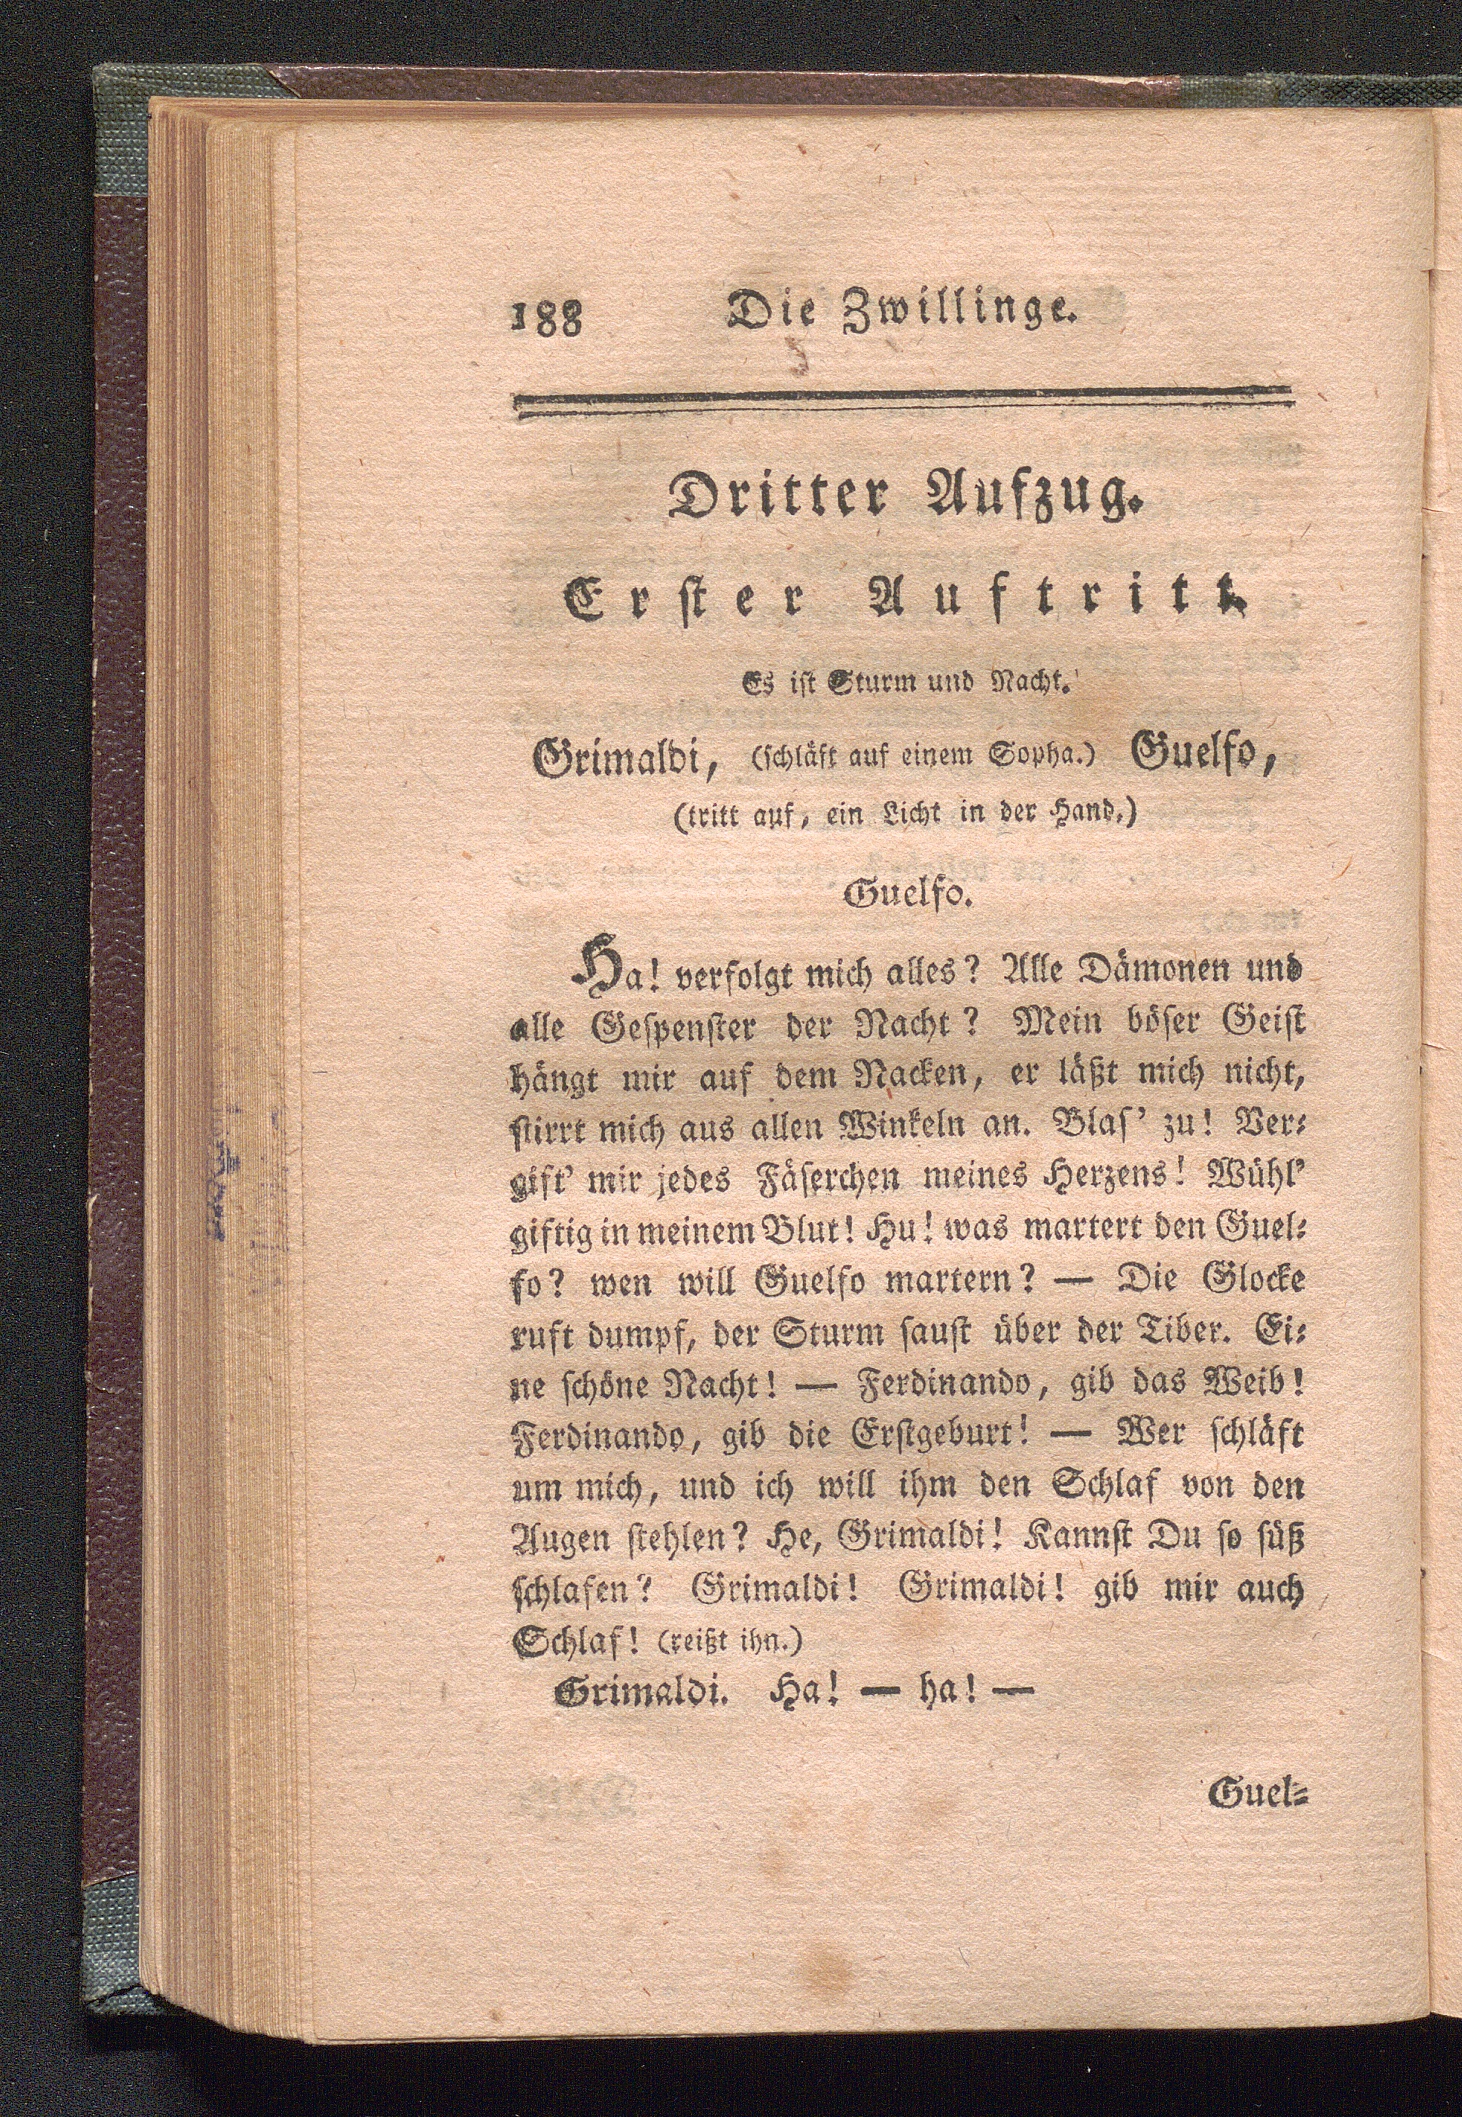 188 Die Zwillinge.
Dritter Aufzug.
Erster Auftritt.
Es iſt Sturm und Nacht.
Grimaldi, (ſchläft auf einem Sopha.) Guelfo,
(tritt auf, ein Licht in der Hand.)
Guelfo.
Ha! verfolgt mich alles? Alle Dämonen und
alle Geſpenſter der Nacht? Mein böſer Geiſt
hängt mir auf dem Nacken, er läßt mich nicht,
ſtirrt mich aus allen Winkeln an. Blaſ’ zu! Ver-
gift’ mir jedes Fäſerchen meines Herzens! Wühl’
giftig in meinem Blut! Hu! was martert den Guel-
fo? wen will Guelfo martern? — Die Glocke
ruft dumpf, der Sturm ſauſt über der Tiber. Ei-
ne ſchöne Nacht! — Ferdinando, gib das Weib!
Ferdinando, gib die Erſtgeburt! — Wer ſchläft
um mich, und ich will ihm den Schlaf von den
Augen ſtehlen? He, Grimaldi! Kannſt Du ſo ſüß
ſchlafen? Grimaldi! Grimaldi! gib mir auch
Schlaf! (reißt ihn.)
Grimaldi. Ha! — ha! —
Guel-